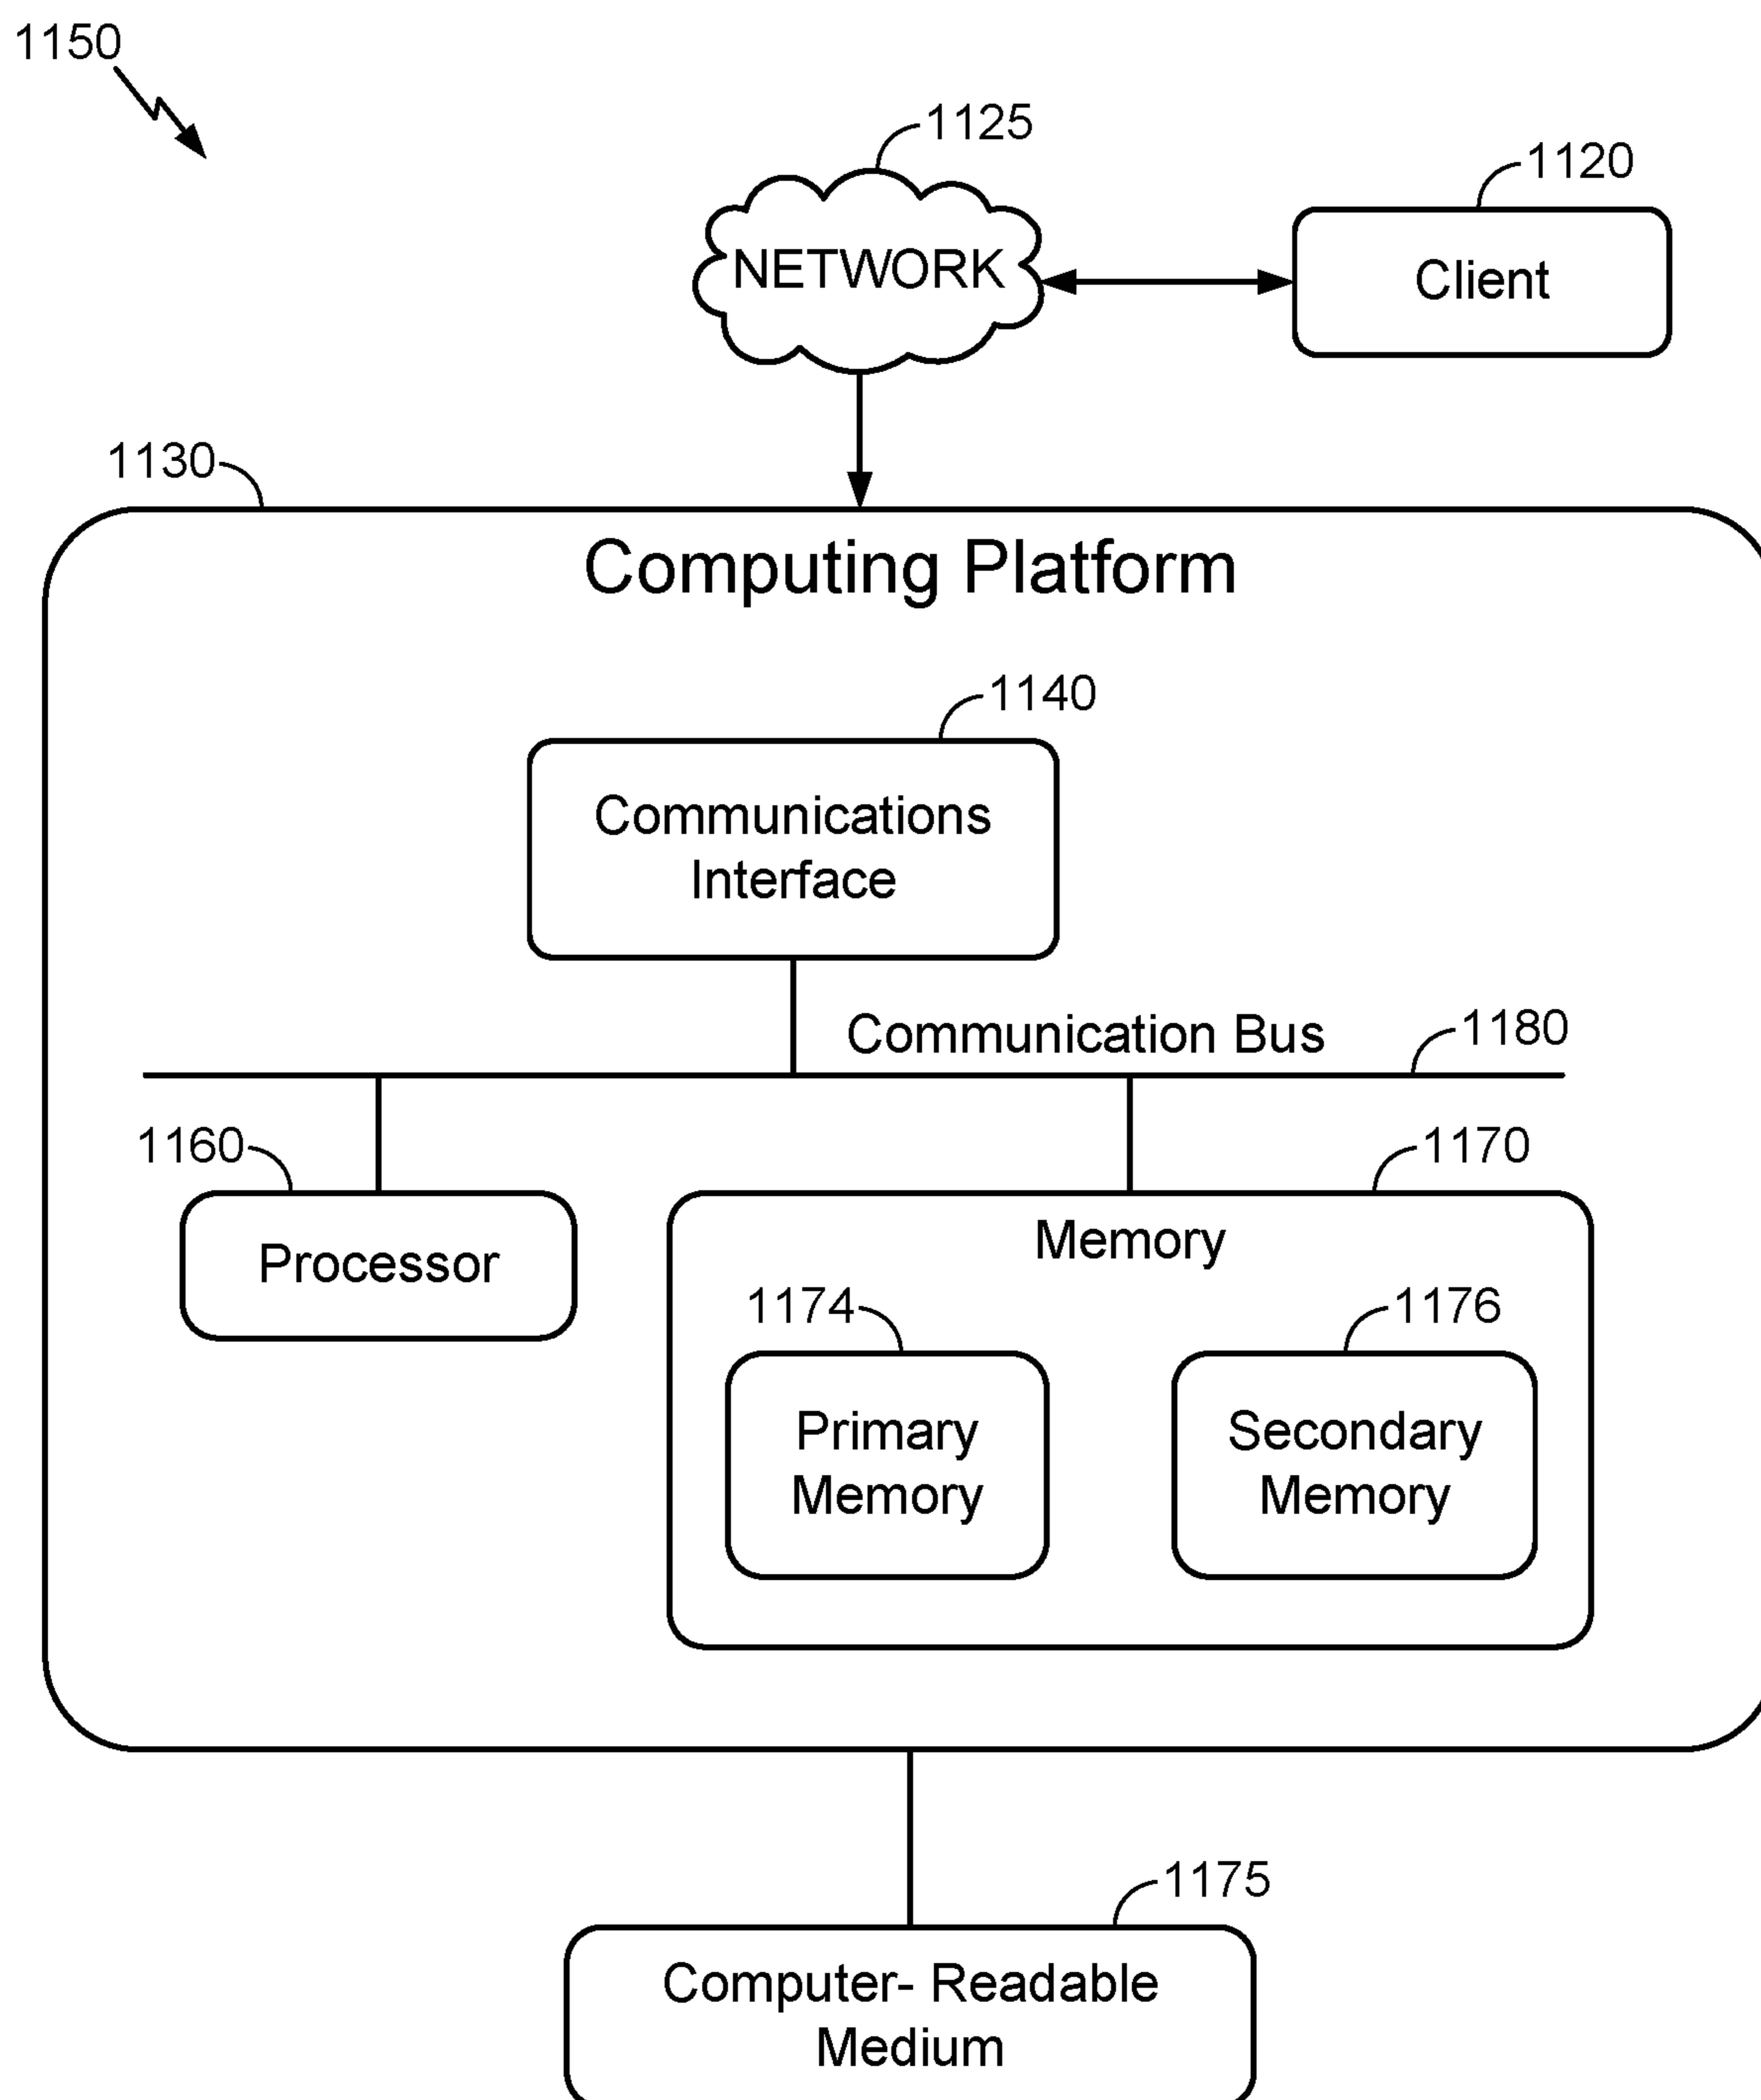 1150
1125
1120
NETWORK
Client
1130
Computing Platform
1140
Communications
Interface
Communication Bus
1180
1160
1170
Processor
Memory
1174
1176
Primary
Memory
Secondary
Memory
1175
Computer- Readable
Medium